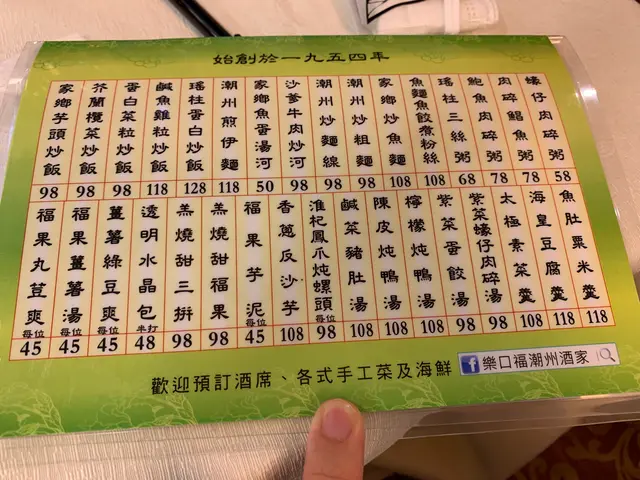 始創於一九五四年
蠔仔肉碎粥 58
肉碎鯧魚粥 78
鮑魚肉碎粥 78
瑤柱三絲粥 68
魚麵魚餃煮粉絲 108
家鄉炒魚麵 108
潮州炒粗麵 98
潮州炒麵線 98
沙爹牛肉炒河 98
家鄉魚蛋湯河 50
潮州煎伊麵 118
瑤柱蛋白炒飯 128
鹹魚雞粒炒飯 118
蛋白菜粒炒飯 98
芥蘭欖菜炒飯 98
家鄉芋頭炒飯 98
魚肚粟米羹 118
海皇豆腐羹 118
太極素菜羹 108
紫菜蠔仔肉碎湯 98
紫菜蛋餃湯 98
檸檬炖鴨湯 108
陳皮炖鴨湯 108
鹹菜豬肚湯 108
淮杞鳳爪炖螺頭 每位 98
香蔥反沙芋 108
福果芋泥 每位 45
羔燒甜福果 98
羔燒甜三拼 98
透明水晶包 半打 48
薑薯綠豆爽 每位 45
福果薑薯湯 每位 45
福果丸荳爽 每位 45
歡迎預訂酒席、各式手工菜及海鮮 f 樂口福潮州酒家